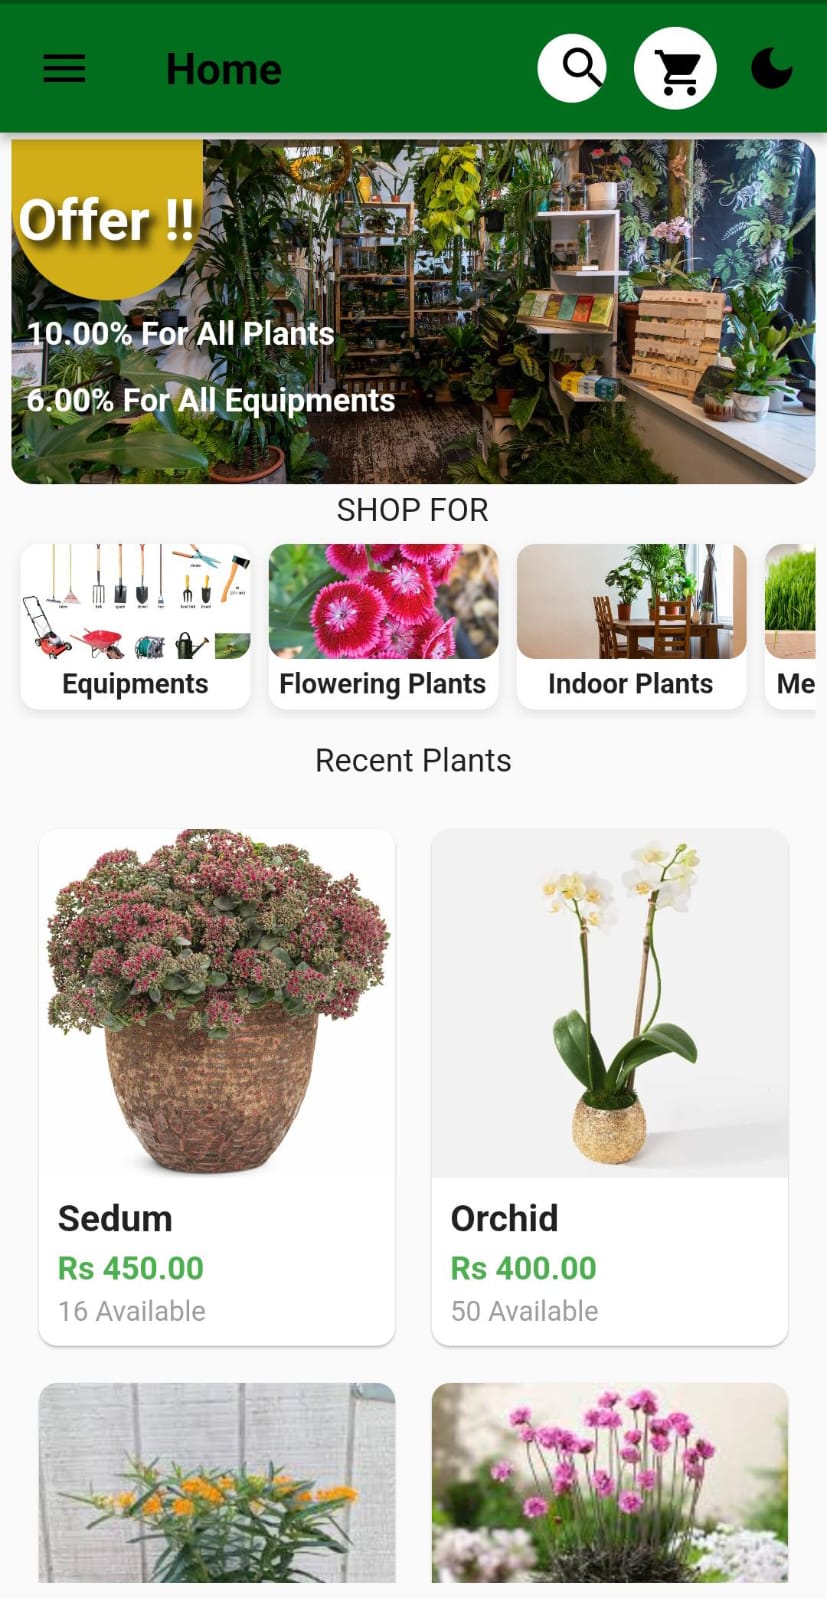 Home
Offer !!
10.00% For All Plants
6.00% For All Equipments
SHOP FOR
Equipments
Flowering Plants
Indoor Plants
Me
Recent Plants
Sedum
Rs 450.00
16 Available
Orchid
Rs 400.00
50 Available